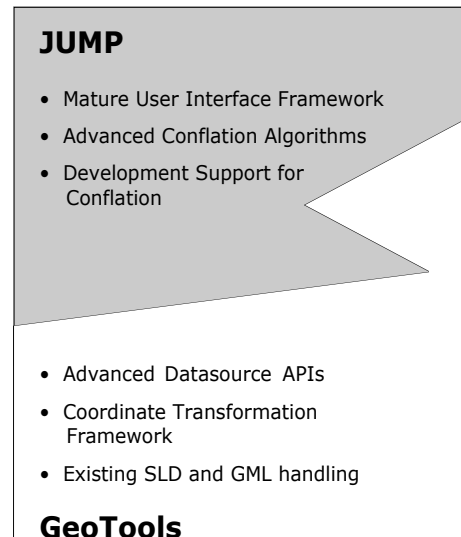 JUMP
• Mature User Interface Framework
• Advanced Conflation Algorithms
• Development Support for
Conflation
• Advanced Datasource APIs
• Coordinate Transformation
Framework
• Existing SLD and GML handling
GeoTools